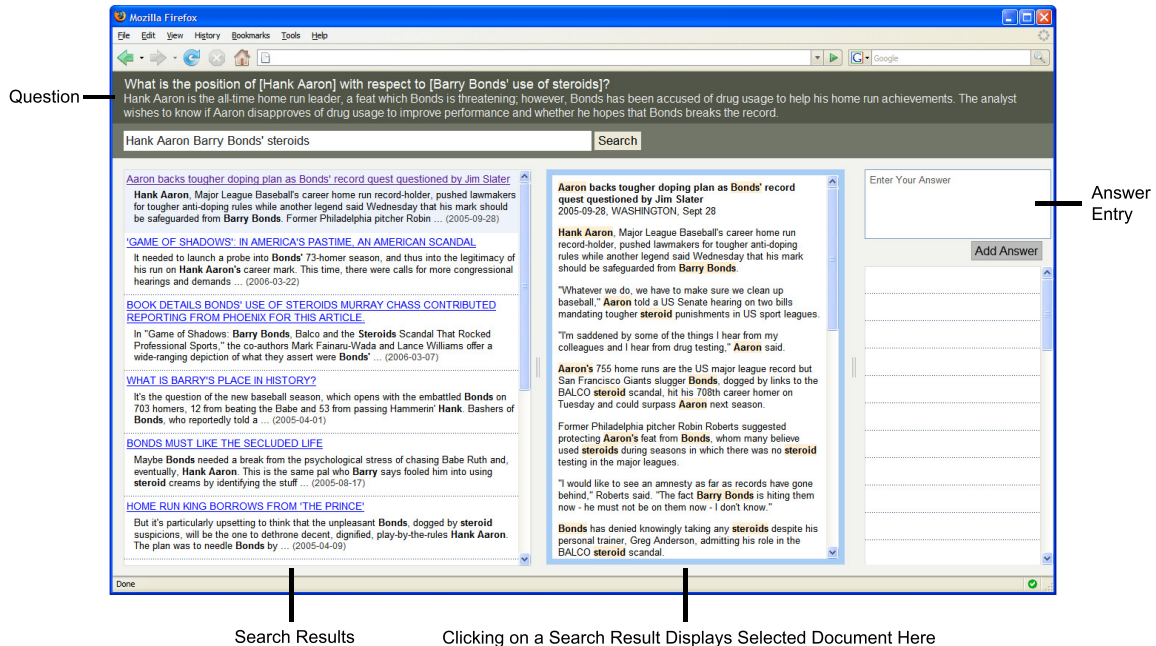 Mozilla Firefox
File Edit View History Bookmarks Tools Help
G Google
Question
What is the position of [Hank Aaron] with respect to [Barry Bonds' use of steroids]?
Hank Aaron is the all-time home run leader, a feat which Bonds is threatening; however, Bonds has been accused of drug usage to help his home run achievements. The analyst
wishes to know if Aaron disapproves of drug usage to improve performance and whether he hopes that Bonds breaks the record.
Hank Aaron Barry Bonds' steroids
Search
Aaron backs tougher doping plan as Bonds' record quest questioned by Jim Slater
Hank Aaron, Major League Baseball's career home run record-holder, pushed lawmakers
for tougher anti-doping rules while another legend said Wednesday that his mark should
be safeguarded from Barry Bonds. Former Philadelphia pitcher Robin ... (2005-09-28)
'GAME OF SHADOWS': IN AMERICA'S PASTIME, AN AMERICAN SCANDAL
It needed to launch a probe into Bonds' 73-homer season, and thus into the legitimacy of
his run on Hank Aaron's career mark. This time, there were calls for more congressional
hearings and demands ... (2006-03-22)
BOOK DETAILS BONDS' USE OF STEROIDS MURRAY CHASS CONTRIBUTED
REPORTING FROM PHOENIX FOR THIS ARTICLE.
In "Game of Shadows: Barry Bonds, Balco and the Steroids Scandal That Rocked
Professional Sports," the co-authors Mark Fainaru-Wada and Lance Williams offer a
wide-ranging depiction of what they assert were Bonds' ... (2006-03-07)
WHAT IS BARRY'S PLACE IN HISTORY?
It's the question of the new baseball season, which opens with the embattled Bonds on
703 homers, 12 from beating the Babe and 53 from passing Hammerin' Hank. Bashers of
Bonds, who reportedly told a ... (2005-04-01)
BONDS MUST LIKE THE SECLUDED LIFE
Maybe Bonds needed a break from the psychological stress of chasing Babe Ruth and,
eventually, Hank Aaron. This is the same pal who Barry says fooled him into using
steroid creams by identifying the stuff ... (2005-08-17)
HOME RUN KING BORROWS FROM 'THE PRINCE'
But it's particularly upsetting to think that the unpleasant Bonds, dogged by steroid
suspicions, will be the one to dethrone decent, dignified, play-by-the-rules Hank Aaron.
The plan was to needle Bonds by ... (2005-04-09)
Aaron backs tougher doping plan as Bonds' record
quest questioned by Jim Slater
2005-09-28, WASHINGTON, Sept 28
Hank Aaron, Major League Baseball's career home run
record-holder, pushed lawmakers for tougher anti-doping
rules while another legend said Wednesday that his mark
should be safeguarded from Barry Bonds.
"Whatever we do, we have to make sure we clean up
baseball," Aaron told a US Senate hearing on two bills
mandating tougher steroid punishments in US sport leagues.
"I'm saddened by some of the things I hear from my
colleagues and I hear from drug testing," Aaron said.
Aaron's 755 home runs are the US major league record but
San Francisco Giants slugger Bonds, dogged by links to the
BALCO steroid scandal, hit his 708th career homer on
Tuesday and could surpass Aaron next season.
Former Philadelphia pitcher Robin Roberts suggested
protecting Aaron's feat from Bonds, whom many believe
used steroids during seasons in which there was no steroid
testing in the major leagues.
"I would like to see an amnesty as far as records have gone
behind," Roberts said. "The fact Barry Bonds is hiting them
now - he must not be on them now - I don't know."
Bonds has denied knowingly taking any steroids despite his
personal trainer, Greg Anderson, admitting his role in the
BALCO steroid scandal.
Enter Your Answer
Add Answer
Answer
Entry
Done
Search Results
Clicking on a Search Result Displays Selected Document Here